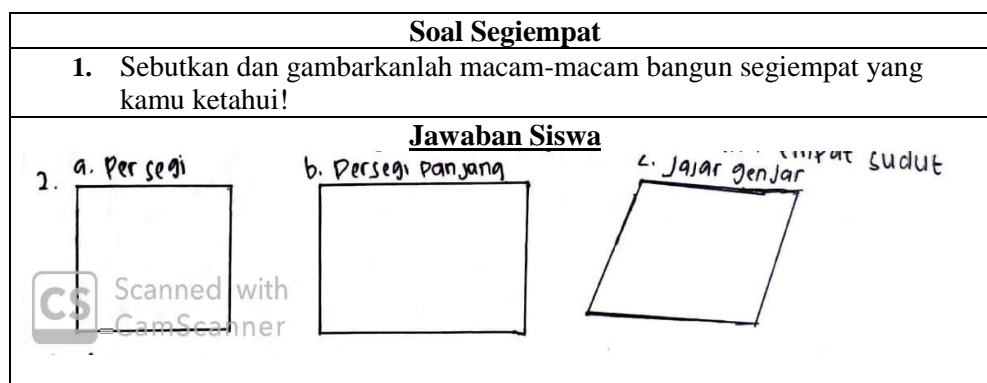 Soal Segiempat
1. Sebutkan dan gambarkanlah macam-macam bangun segiempat yang
kamu ketahui!
Jawaban Siswa
sudut
2. a. Persegi b. Persegi panjang c. Jajar genjar
CS Scanned with
CamScanner